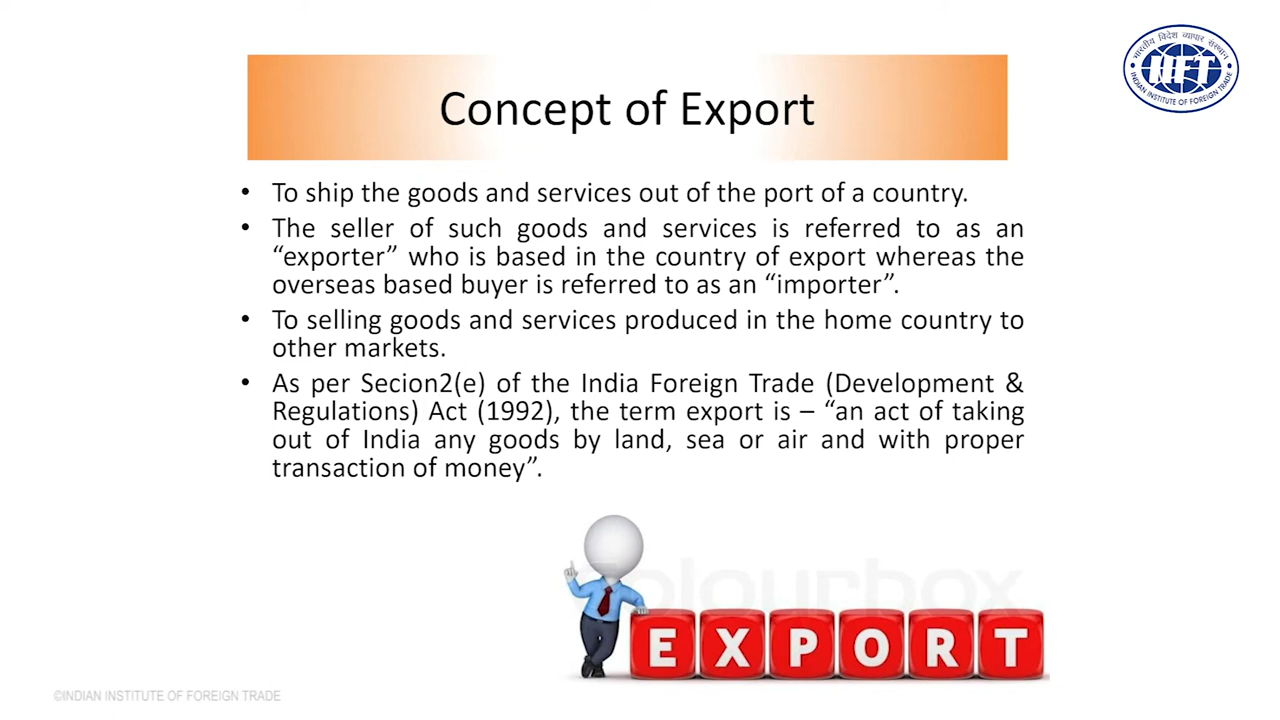 भारतीय विदेश व्यापार संस्थान
IIFT
INDIAN INSTITUTE OF FOREIGN TRADE
Concept of Export
• To ship the goods and services out of the port of a country.
• The seller of such goods and services is referred to as an
“exporter” who is based in the country of export whereas the
overseas based buyer is referred to as an “importer”.
• To selling goods and services produced in the home country to
other markets.
• As per Secion2(e) of the India Foreign Trade (Development &
Regulations) Act (1992), the term export is – “an act of taking
out of India any goods by land, sea or air and with proper
transaction of money”.
colourbox
EXPORT
©INDIAN INSTITUTE OF FOREIGN TRADE